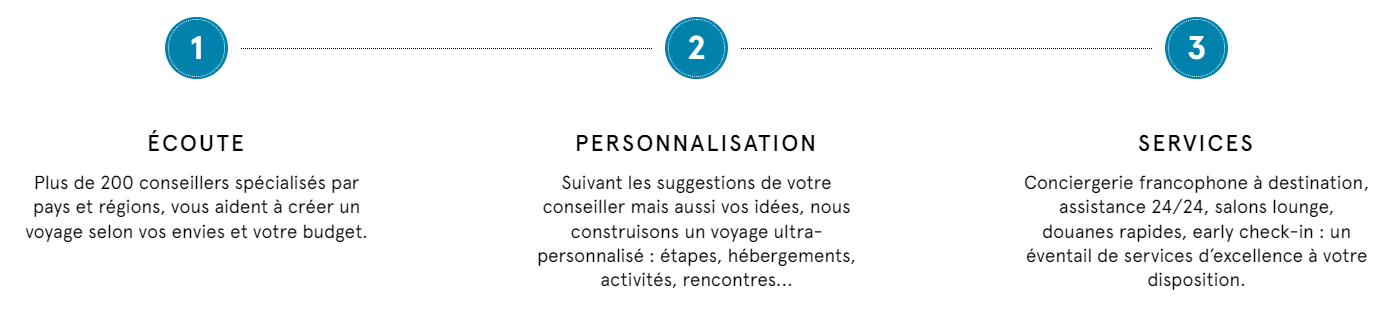 1
2
3
ÉCOUTE
Plus de 200 conseillers spécialisés par
pays et régions, vous aident à créer un
voyage selon vos envies et votre budget.
PERSONNALISATION
Suivant les suggestions de votre
conseiller mais aussi vos idées, nous
construisons un voyage ultra-
personnalisé : étapes, hébergements,
activités, rencontres...
SERVICES
Conciergerie francophone à destination,
assistance 24/24, salons lounge,
douanes rapides, early check-in : un
éventail de services d’excellence à votre
disposition.